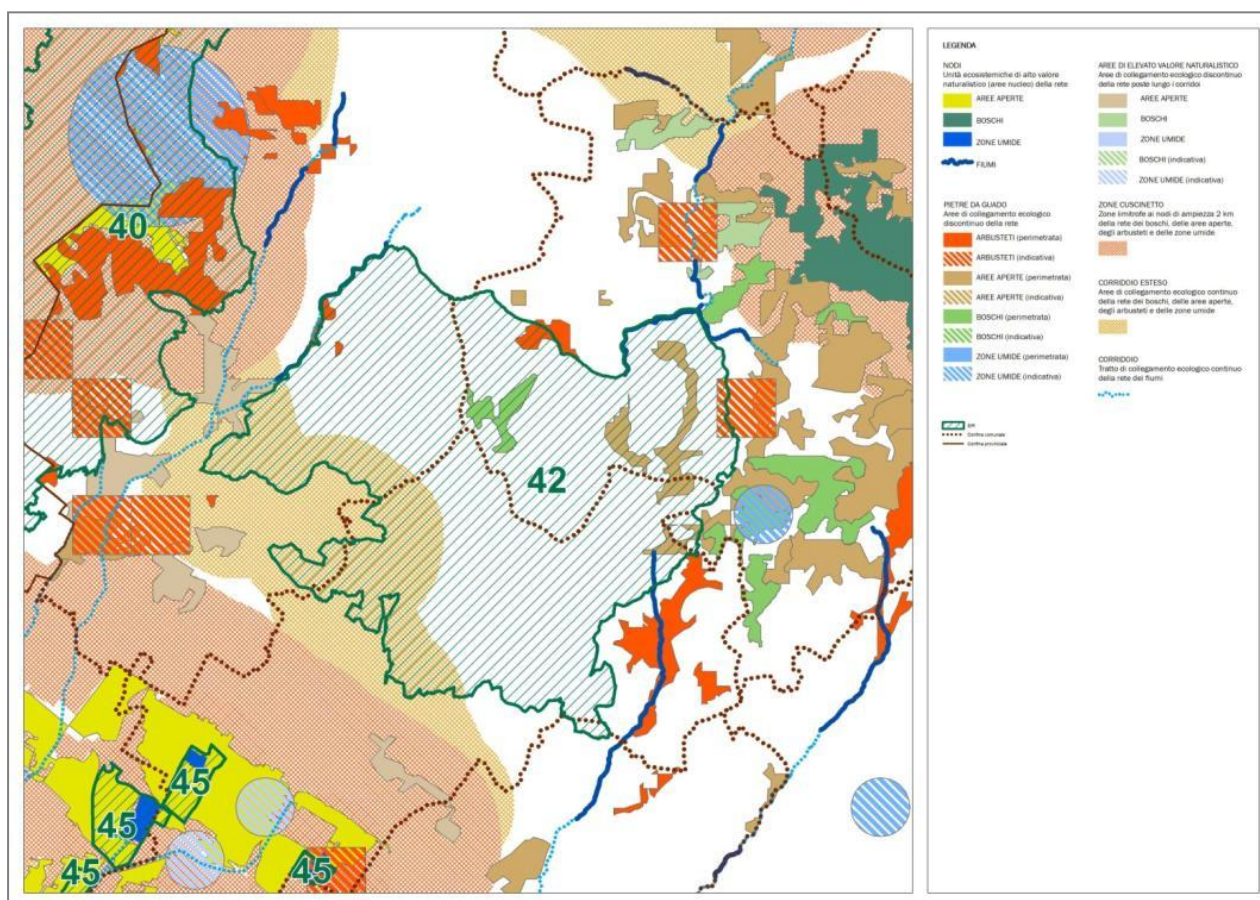 40
42
45
45
45
45
LEGENDA
NODI
Unità ecosistemiche di alto valore
naturalistico (aree nucleo) della rete
AREE APERTE
BOSCHI
ZONE UMIDE
FIUMI
PIETRE DA GUADO
Aree di collegamento ecologico
discontinuo della rete
ARBUSTETI (perimetrata)
ARBUSTETI (indicativa)
AREE APERTE (perimetrata)
AREE APERTE (indicativa)
BOSCHI (perimetrata)
BOSCHI (indicativa)
ZONE UMIDE (perimetrata)
ZONE UMIDE (indicativa)
Confine comunale
Confine provinciale
AREE DI ELEVATO VALORE NATURALISTICO
Aree di collegamento ecologico discontinuo
della rete poste lungo i corridoi
AREE APERTE
BOSCHI
ZONE UMIDE
BOSCHI (indicativa)
ZONE UMIDE (indicativa)
ZONE CUSCINETTO
Zone limitrofe ai nodi di ampiezza 2 km
della rete dei boschi, delle aree aperte,
degli arbusteti e delle zone umide
CORRIDOIO ESTESO
Aree di collegamento ecologico continuo
della rete dei boschi, delle aree aperte,
degli arbusteti e delle zone umide
CORRIDOIO
Tratto di collegamento ecologico continuo
della rete dei fiumi